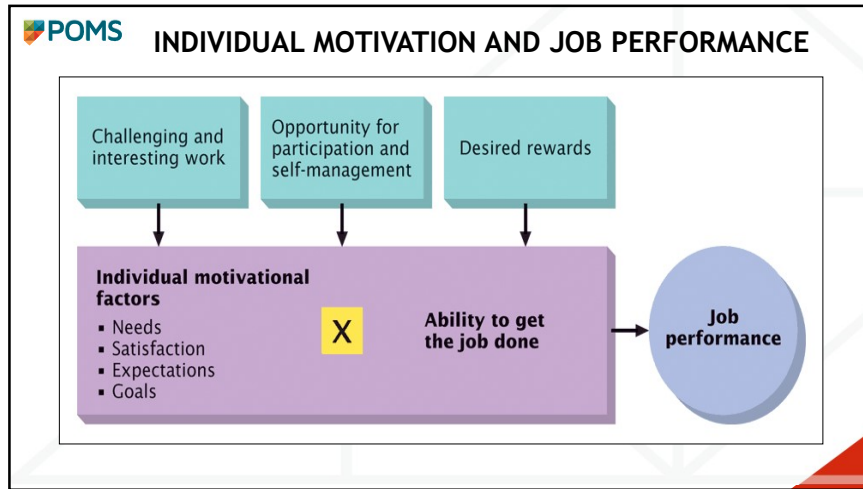 POMS
INDIVIDUAL MOTIVATION AND JOB PERFORMANCE
Challenging and
interesting work
Opportunity for
participation and
self-management
Desired rewards
Individual motivational
factors
▪ Needs
▪ Satisfaction
▪ Expectations
▪ Goals
X
Ability to get
the job done
Job
performance